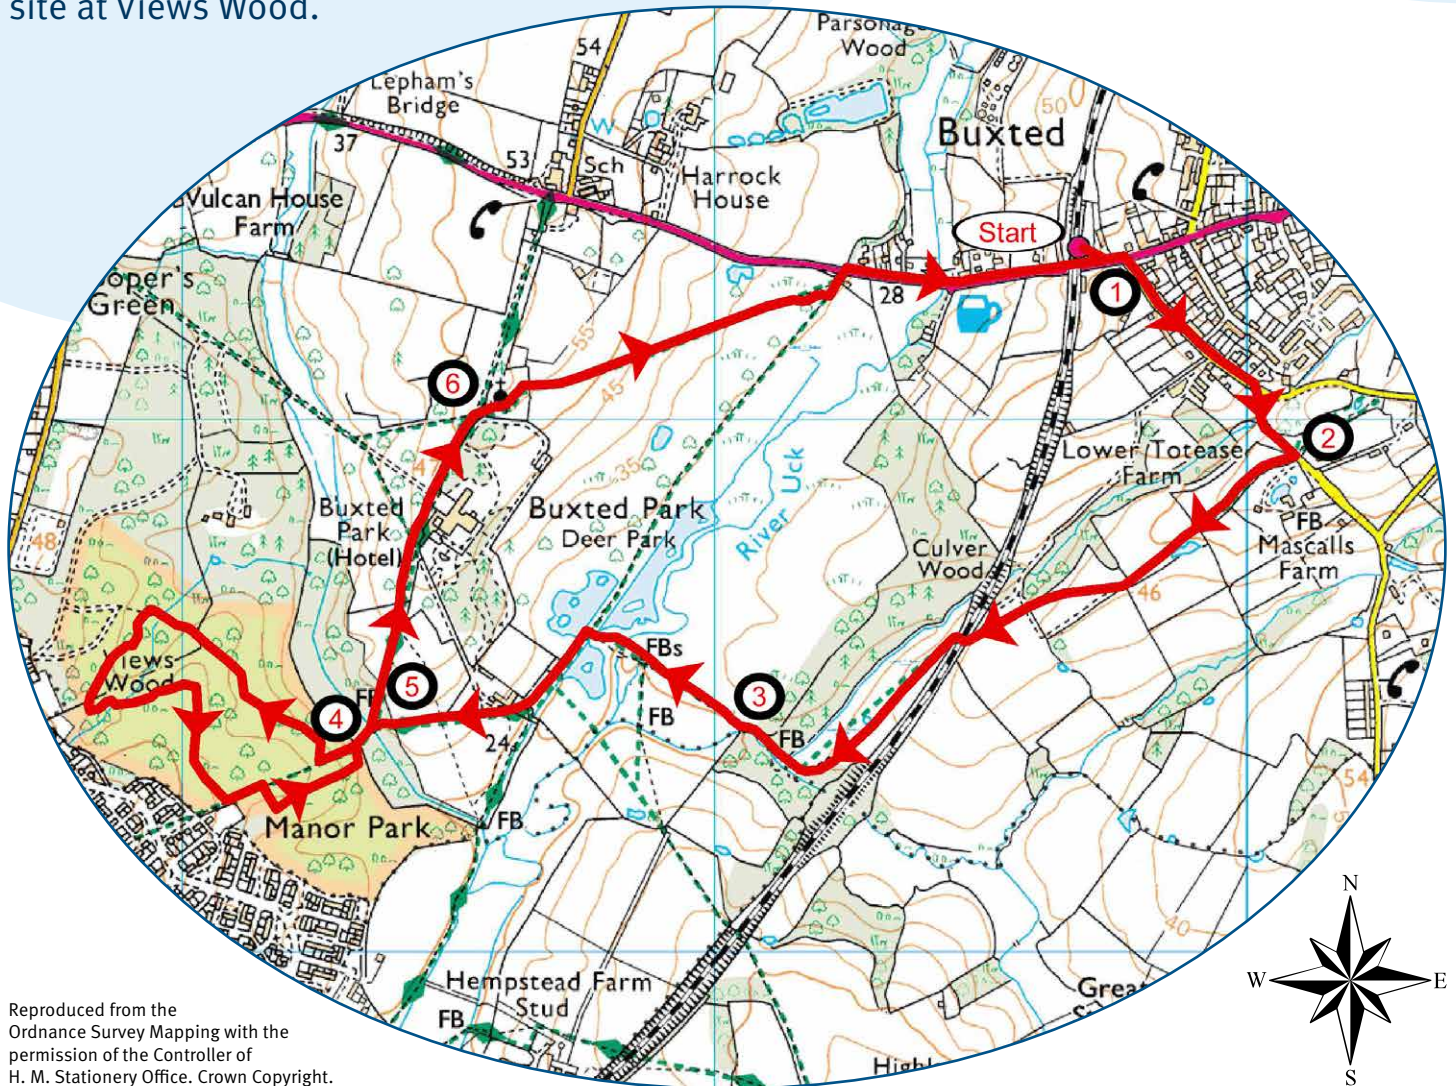 site at Views Wood.
Parsonag
Wood
54
Lepham's
Bridge
50
Buxted
W
37
53
Sch
Harrock
House
Vulcan House
Farm
Start
oper's
Green
28
1
55
6
45
2
47
Lower Totease
Farm
35
Buxted
Park
(Hotel)
Buxted Park
Deer Park
River Uck
FB
Mascalls
Farm
48
Culver
Wood
46
Views
Wood
FBs
5
3
4
FB
FB
24
54
Manor Park
FB
40
Hempstead Farm
Stud
Great
FB
Highl
N
W
E
S
Reproduced from the
Ordnance Survey Mapping with the
permission of the Controller of
H. M. Stationery Office. Crown Copyright.